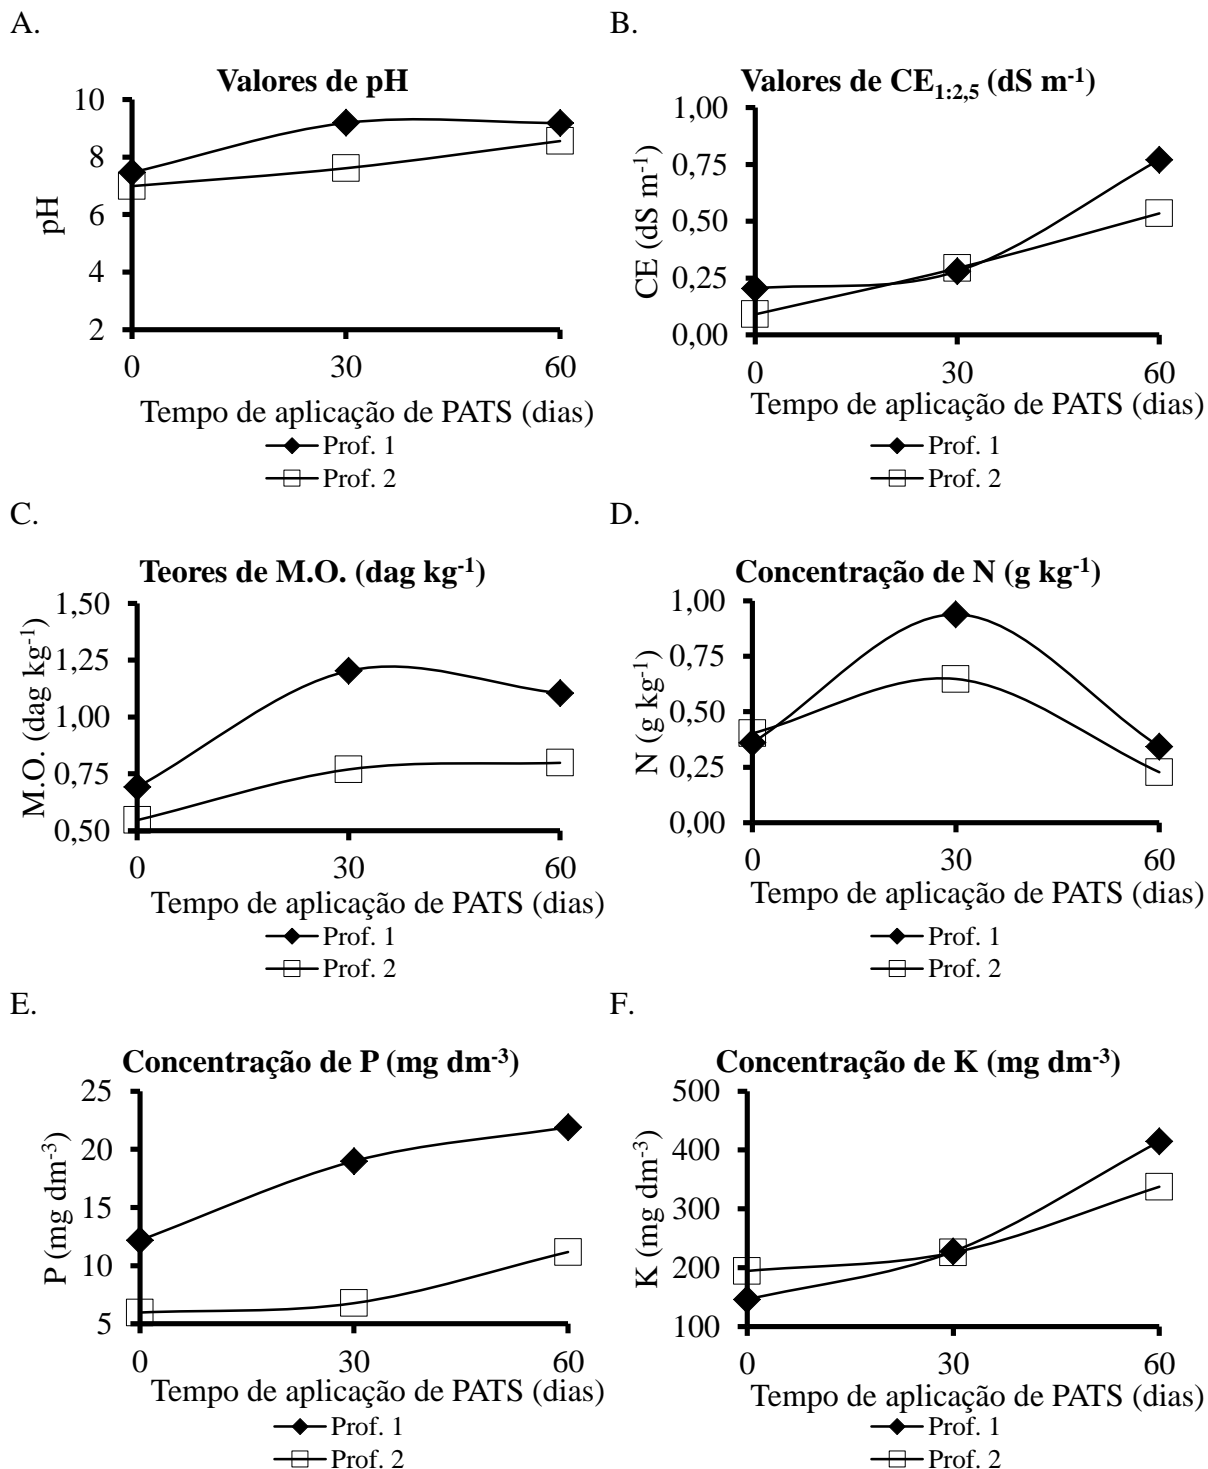 A.
Valores de pH
pH
10
8
6
4
2
0 30 60
Tempo de aplicação de PATS (dias)
Prof. 1
Prof. 2
B.
Valores de CE1:2,5 (dS m-1)
CE (dS m-1)
1,00
0,75
0,50
0,25
0,00
0 30 60
Tempo de aplicação de PATS (dias)
Prof. 1
Prof. 2
C.
Teores de M.O. (dag kg-1)
M.O. (dag kg-1)
1,50
1,25
1,00
0,75
0,50
0 30 60
Tempo de aplicação de PATS (dias)
Prof. 1
Prof. 2
D.
Concentração de N (g kg-1)
N (g kg-1)
1,00
0,75
0,50
0,25
0,00
0 30 60
Tempo de aplicação de PATS (dias)
Prof. 1
Prof. 2
E.
Concentração de P (mg dm-3)
P (mg dm-3)
25
20
15
10
5
0 30 60
Tempo de aplicação de PATS (dias)
Prof. 1
Prof. 2
F.
Concentração de K (mg dm-3)
K (mg dm-3)
500
400
300
200
100
0 30 60
Tempo de aplicação de PATS (dias)
Prof. 1
Prof. 2